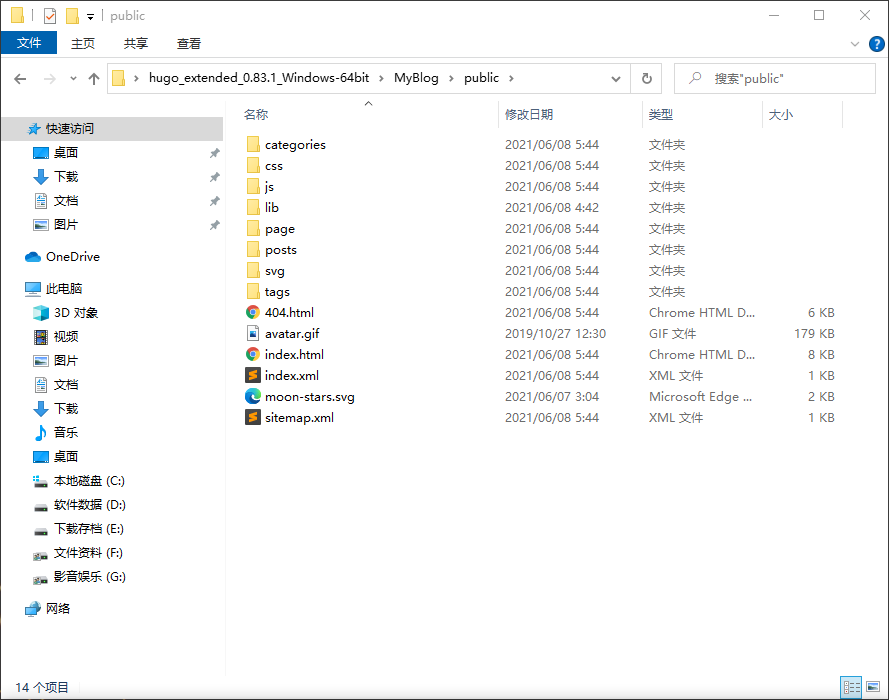 public
文件 主页 共享 查看
hugo_extended_0.83.1_Windows-64bit MyBlog public 搜索"public"
名称 修改日期 类型 大小
快速访问
桌面
下载
文档
图片
OneDrive
此电脑
3D 对象
视频
图片
文档
下载
音乐
桌面
本地磁盘 (C:)
软件数据 (D:)
下载存档 (E:)
文件资料 (F:)
影音娱乐 (G:)
网络
categories 2021/06/08 5:44 文件夹
css 2021/06/08 5:44 文件夹
js 2021/06/08 5:44 文件夹
lib 2021/06/08 4:42 文件夹
page 2021/06/08 5:44 文件夹
posts 2021/06/08 5:44 文件夹
svg 2021/06/08 5:44 文件夹
tags 2021/06/08 5:44 文件夹
404.html 2021/06/08 5:44 Chrome HTML D... 6 KB
avatar.gif 2019/10/27 12:30 GIF 文件 179 KB
index.html 2021/06/08 5:44 Chrome HTML D... 8 KB
index.xml 2021/06/08 5:44 XML 文件 1 KB
moon-stars.svg 2021/06/07 3:04 Microsoft Edge ... 2 KB
sitemap.xml 2021/06/08 5:44 XML 文件 1 KB
14 个项目